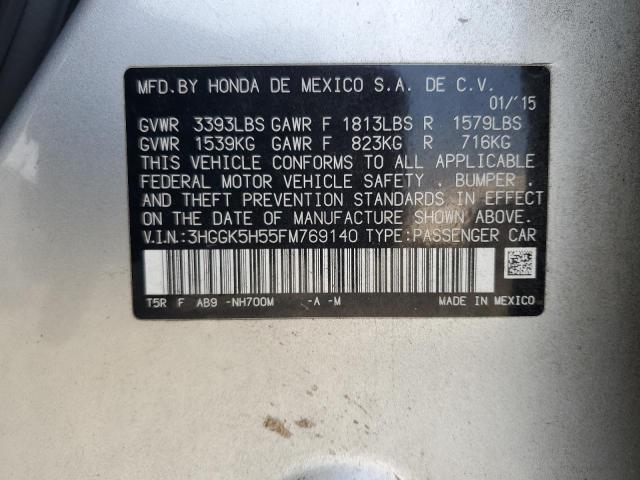 MFD.BY HONDA DE MEXICO S.A. DE C.V.
01/'15
GVWR 3393LBS GAWR F 1813LBS R 1579LBS
GVWR 1539KG GAWR F 823KG R 716KG
THIS VEHICLE CONFORMS TO ALL APPLICABLE
FEDERAL MOTOR VEHICLE SAFETY , BUMPER ,
AND THEFT PREVENTION STANDARDS IN EFFECT
ON THE DATE OF MANUFACTURE SHOWN ABOVE.
V.I.N.:3HGGK5H55FM769140 TYPE:PASSENGER CAR
T5R F AB9 -NH700M -A -M MADE IN MEXICO